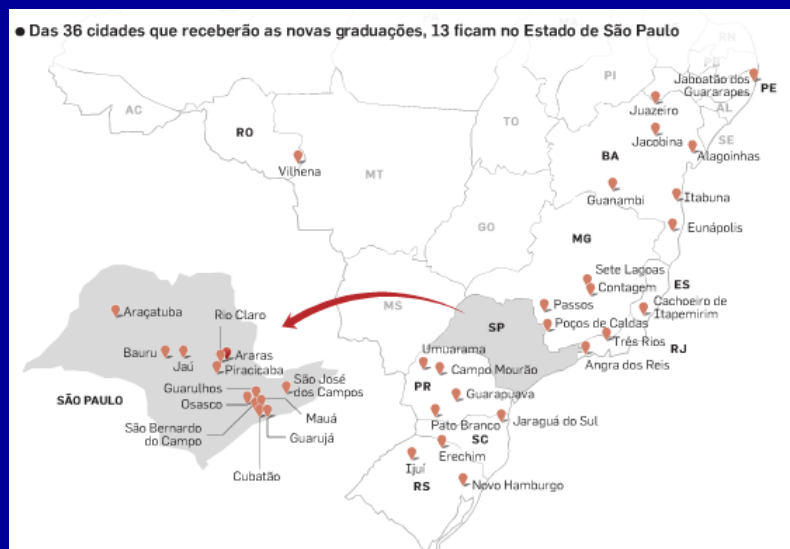 • Das 36 cidades que receberão as novas graduações, 13 ficam no Estado de São Paulo
RN
PB
PI
Jaboatão dos
Guararapes
PE
AC
Juazeiro
AL
TO
RO
Jacobina
SE
BA
Alagoinhas
Vilhena
MT
Guanambi
Itabuna
GO
Eunápolis
MG
Sete Lagoas
ES
Contagem
MS
Passos
Cachoeiro de
Itapemirim
Araçatuba
Rio Claro
SP
Poços de Caldas
Três Rios
RJ
Umuarama
Angra dos Reis
Bauru
Araras
Jaú
Piracicaba
Campo Mourão
PR
São José
dos Campos
Guarulhos
Guarapuava
SÃO PAULO
Osasco
Mauá
Pato Branco
Jaraguá do Sul
São Bernardo
do Campo
Guarujá
SC
Erechim
Cubatão
Ijuí
RS
Novo Hamburgo